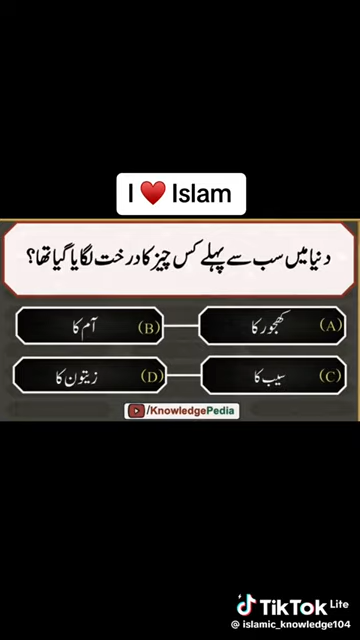 I ❤️ Islam
دنیا میں سب سے پہلے کس چیز کا درخت لگایا گیا تھا؟
(A) کھجور کا
(B) آم کا
(C) سیب کا
(D) زیتون کا
/KnowledgePedia
TikTok Lite
@islamic_knowledge104